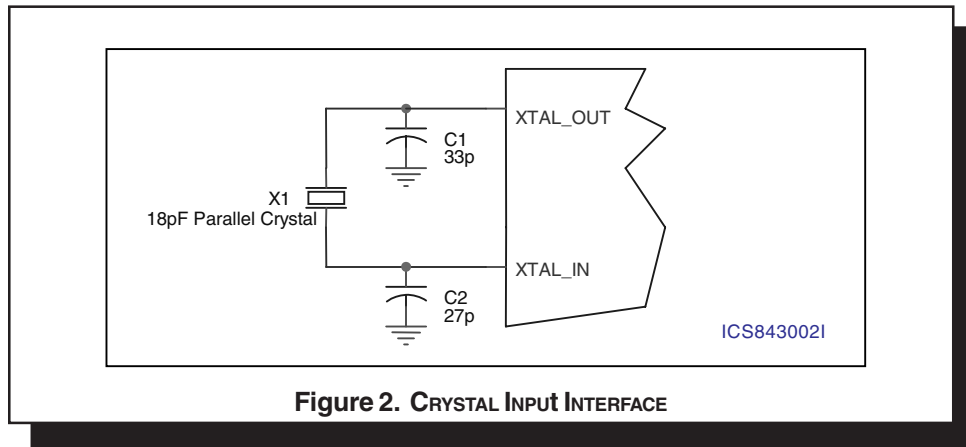 XTAL_OUT
C1
33p
X1
18pF Parallel Crystal
XTAL_IN
C2
27p
ICS843002I
Figure 2. CRYSTAL INPUt INTERFACE